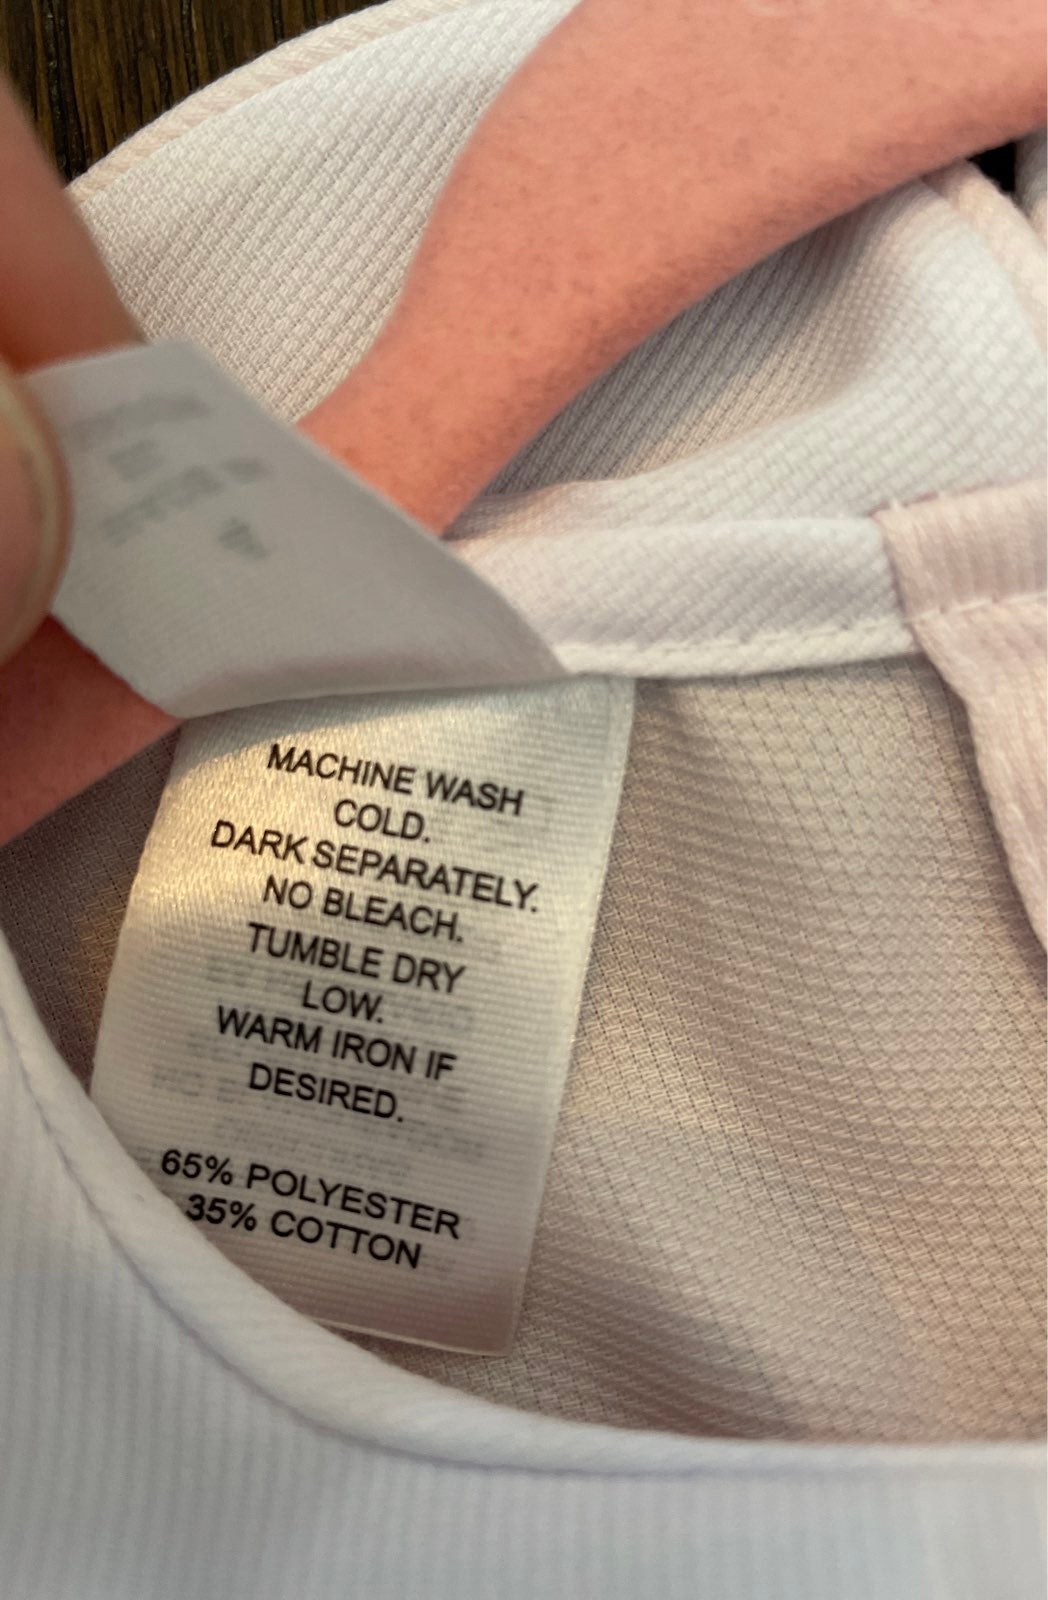 MACHINE WASH
COLD.
DARK SEPARATELY.
NO BLEACH.
TUMBLE DRY
LOW.
WARM IRON IF
DESIRED.
65% POLYESTER
35% COTTON